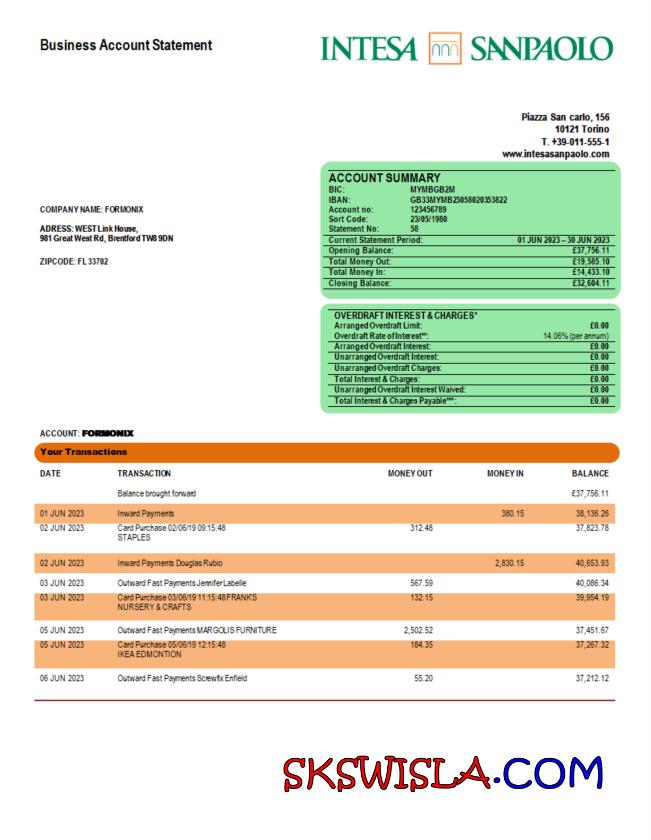 Business Account Statement
INTESA SANPAOLO
Piazza San carlo, 156
10121 Torino
T. +39-011-555-1
www.intesasanpaolo.com
COMPANY NAME: FORMONIX
ADRESS: WEST Link House,
981 Great West Rd, Brentford TW8 9DN
ZIPCODE: FL 33702
ACCOUNT SUMMARY
BIC: MYMBGB2M
IBAN: GB33MYMB23058020353822
Account no: 123456789
Sort Code: 23/05/1980
Statement No: 58
Current Statement Period: 01 JUN 2023 – 30 JUN 2023
Opening Balance: £37,756.11
Total Money Out: £19,585.10
Total Money In: £14,433.10
Closing Balance: £32,604.11
OVERDRAFT INTEREST & CHARGES*
Arranged Overdraft Limit: £0.00
Overdraft Rate of Interest**: 14.06% (per annum)
Arranged Overdraft Interest: £0.00
Unarranged Overdraft Interest: £0.00
Unarranged Overdraft Charges: £0.00
Total Interest & Charges: £0.00
Unarranged Overdraft Interest Waived: £0.00
Total Interest & Charges Payable***: £0.00
ACCOUNT: FORMONIX
Your Transactions
DATE TRANSACTION MONEY OUT MONEY IN BALANCE
Balance brought forward £37,756.11
01 JUN 2023 Inward Payments 380.15 38,136.26
02 JUN 2023 Card Purchase 02/06/19 09:15:48 312.48 37,823.78
STAPLES
02 JUN 2023 Inward Payments Douglas Rubio 2,830.15 40,653.93
03 JUN 2023 Outward Fast Payments Jennifer Labelle 567.59 40,086.34
03 JUN 2023 Card Purchase 03/06/19 11:15:48 FRANK'S 132.15 39,954.19
NURSERY & CRAFTS
05 JUN 2023 Outward Fast Payments MARGOLIS FURNITURE 2,502.52 37,451.67
05 JUN 2023 Card Purchase 05/06/19 12:15:48 184.35 37,267.32
IKEA EDMONTION
06 JUN 2023 Outward Fast Payments Screwfix Enfield 55.20 37,212.12
SKSWISLA.COM